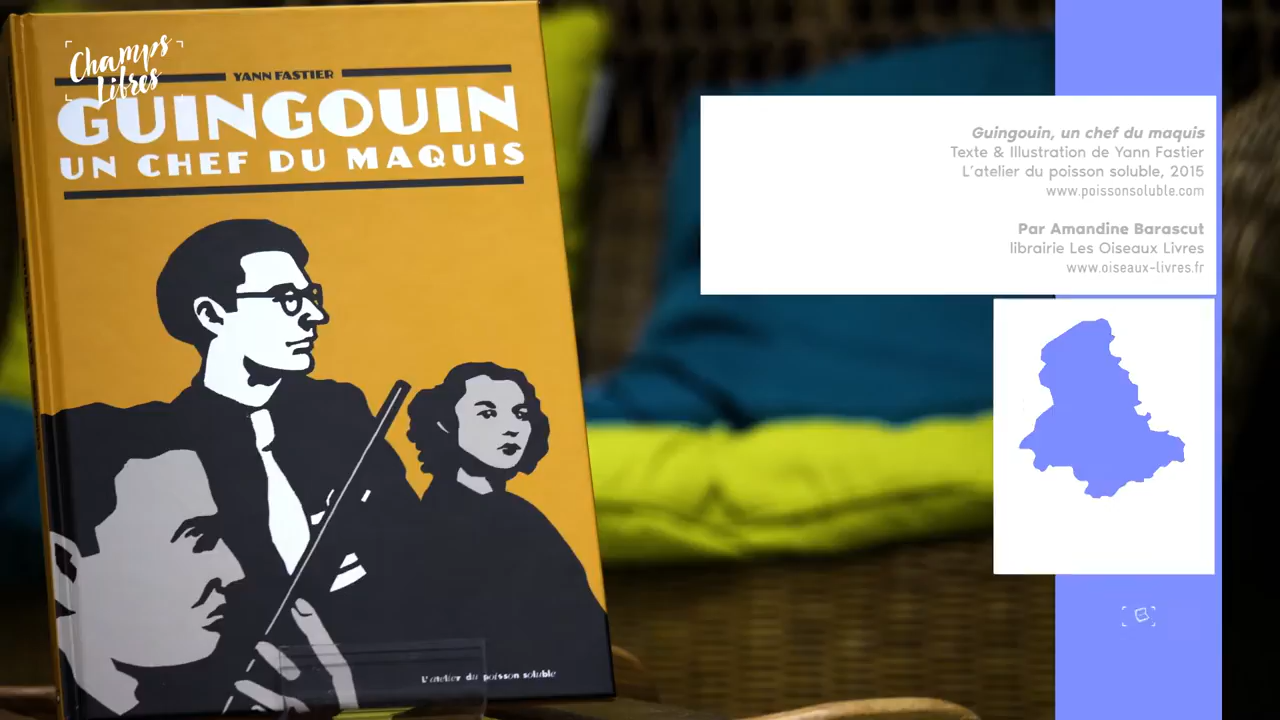 Champs
Libres
YANN FASTIER
GUINGOUIN
UN CHEF DU MAQUIS
L'atelier du poisson soluble
Guingouin, un chef du maquis
Texte & Illustration de Yann Fastier
L'atelier du poisson soluble, 2015
www.poissonsoluble.com
Par Amandine Barascut
librairie Les Oiseaux Livres
www.oiseaux-livres.fr